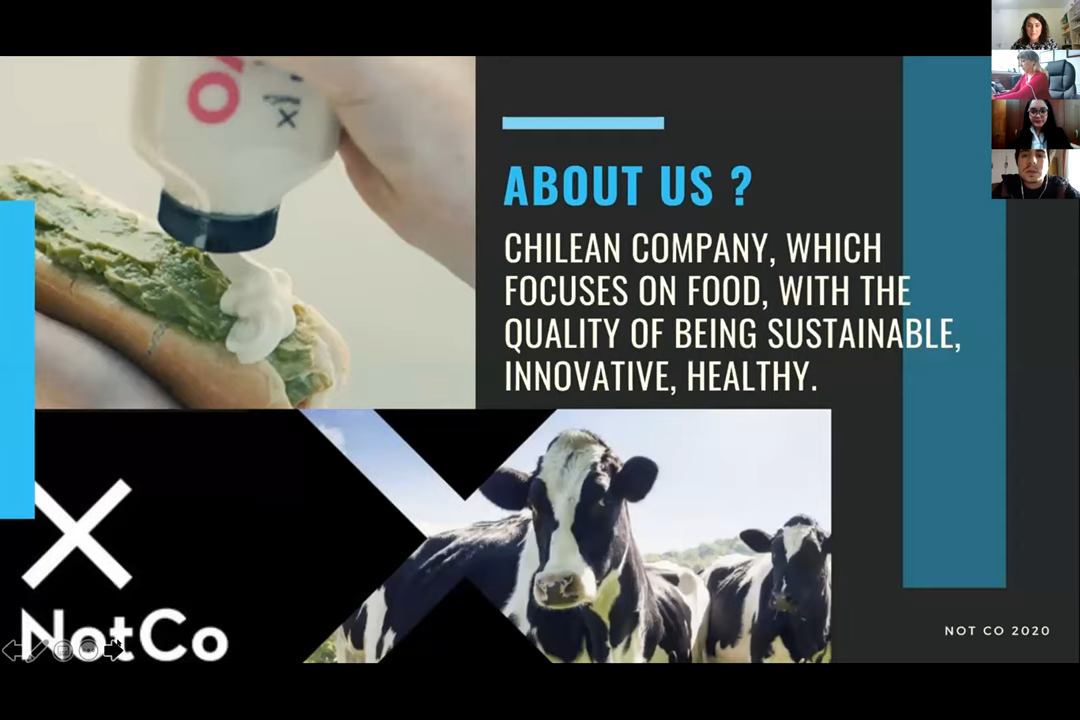 ABOUT US ?
CHILEAN COMPANY, WHICH
FOCUSES ON FOOD, WITH THE
QUALITY OF BEING SUSTAINABLE,
INNOVATIVE, HEALTHY.
NotCo
NOT CO 2020